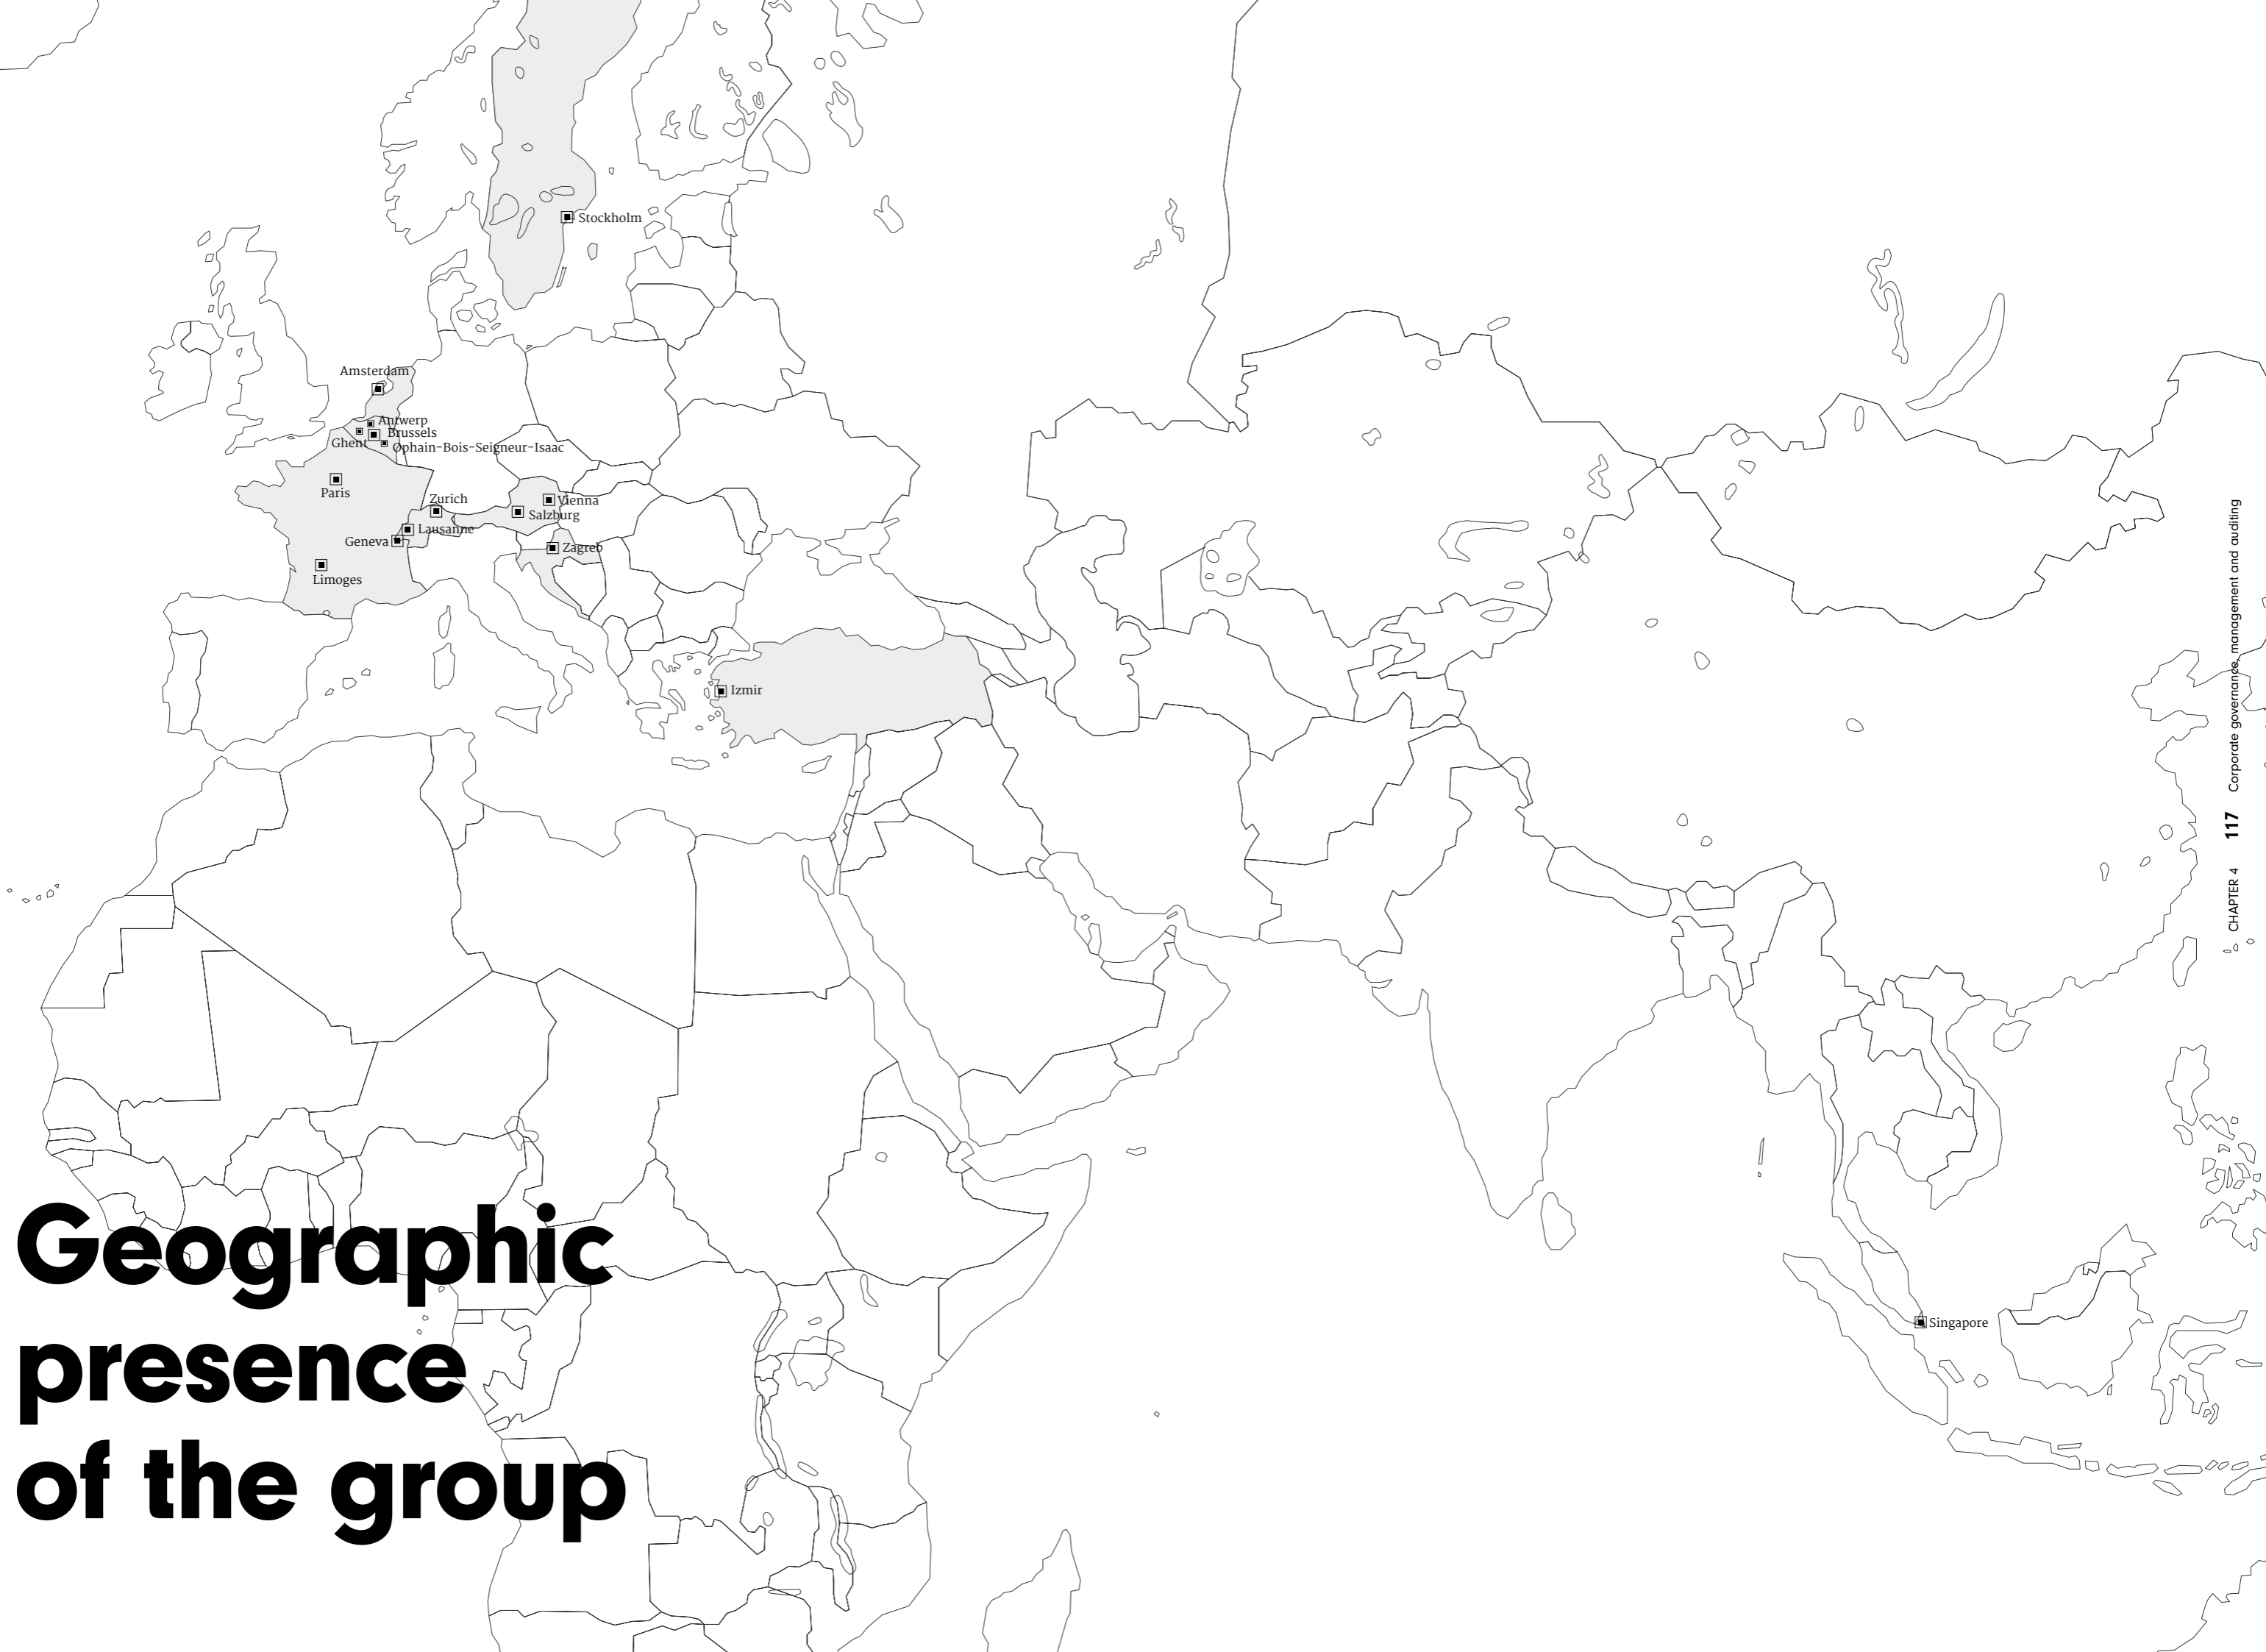 Stockholm
Amsterdam
Antwerp
Brussels
Ghent
Ophain-Bois-Seigneur-Isaac
Paris
Zurich
Vienna
Salzburg
Lausanne
Geneva
Zagreb
Limoges
Izmir
Singapore
Geographic
presence
of the group
CHAPTER 4 117 Corporate governance, management and auditing